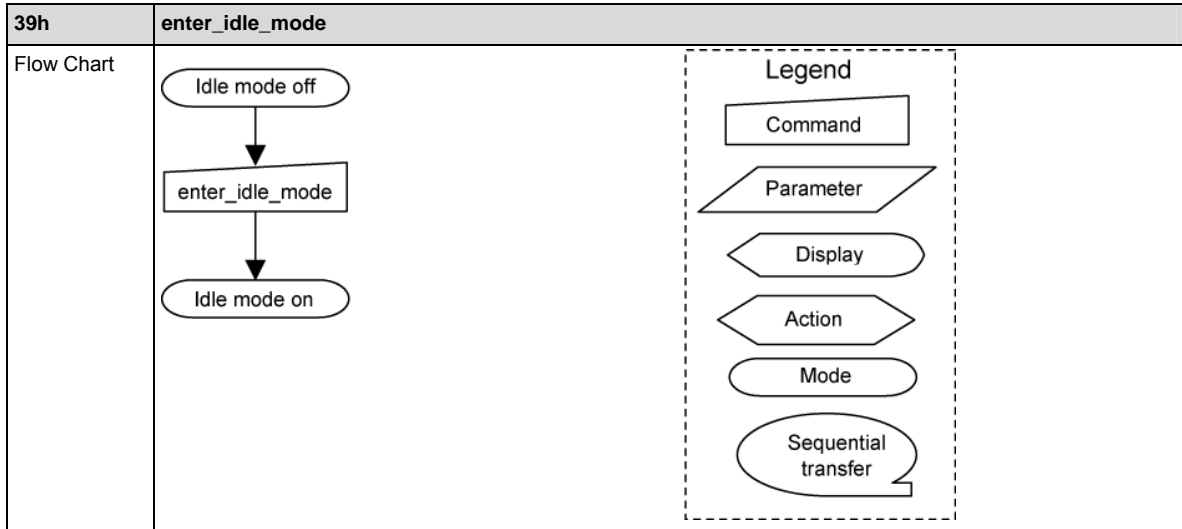 39h enter_idle_mode
Flow Chart
Idle mode off
enter_idle_mode
Idle mode on
Legend
Command
Parameter
Display
Action
Mode
Sequential
transfer